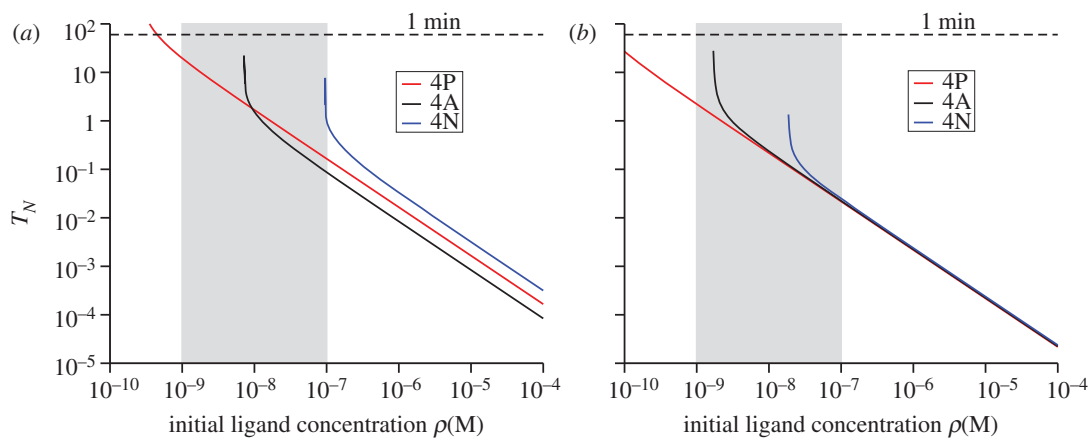 (a)
1 min
10²
10
1
10⁻¹
10⁻²
10⁻³
10⁻⁴
10⁻⁵
T_N
4P
4A
4N
10⁻¹⁰ 10⁻⁹ 10⁻⁸ 10⁻⁷ 10⁻⁶ 10⁻⁵ 10⁻⁴
initial ligand concentration ρ(M)
(b)
1 min
4P
4A
4N
10⁻¹⁰ 10⁻⁹ 10⁻⁸ 10⁻⁷ 10⁻⁶ 10⁻⁵ 10⁻⁴
initial ligand concentration ρ(M)